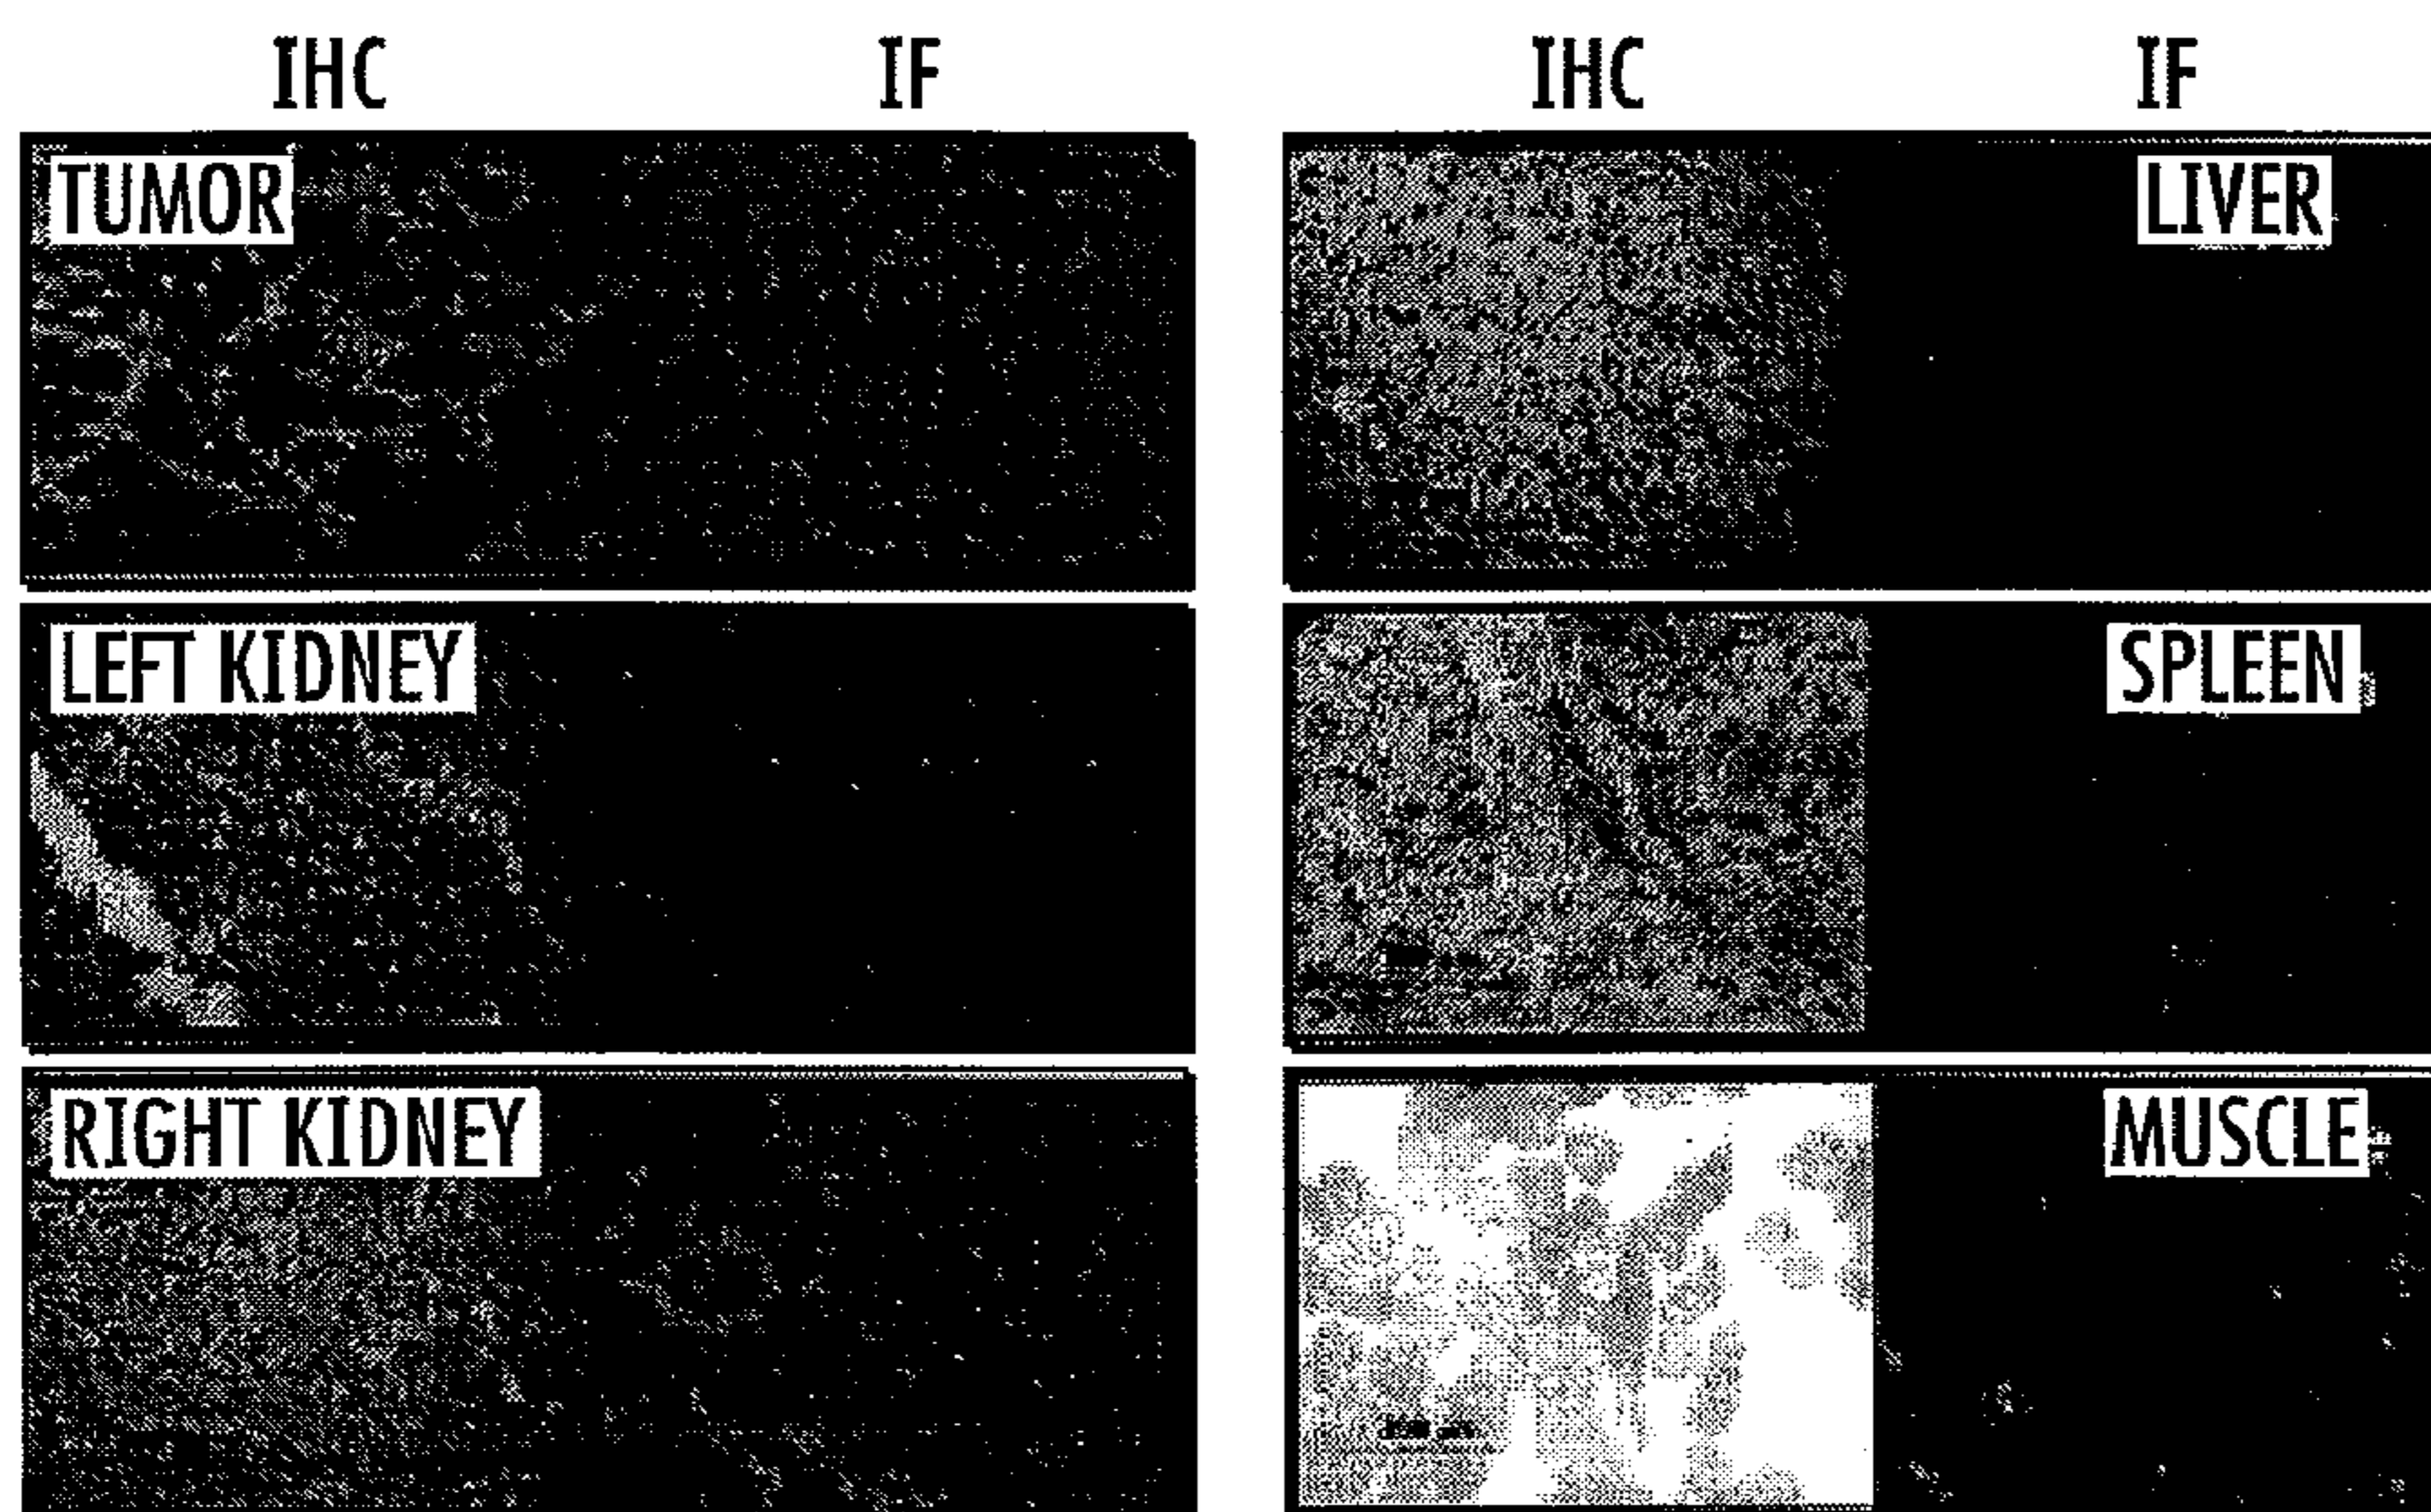 IHC IF IHC IF
TUMOR
LIVER
LEFT KIDNEY
SPLEEN
RIGHT KIDNEY
MUSCLE